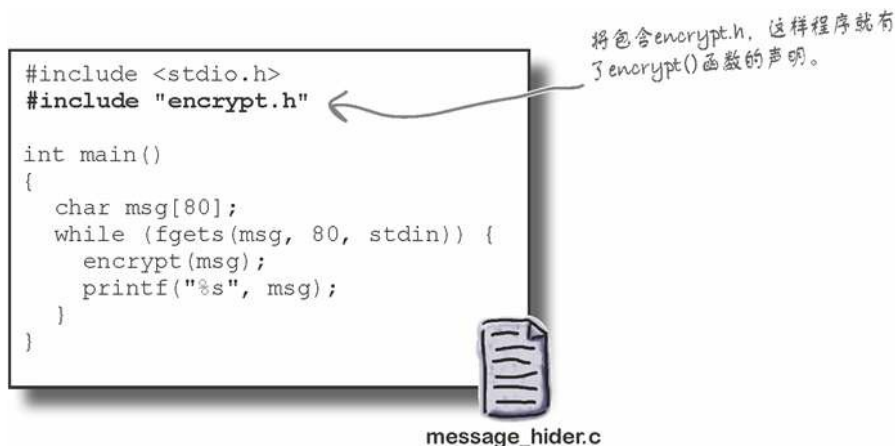 将包含encrypt.h, 这样程序就有
了encrypt()函数的声明。
#include <stdio.h>
#include "encrypt.h"
int main()
{
  char msg[80];
  while (fgets(msg, 80, stdin)) {
    encrypt(msg);
    printf("%s", msg);
  }
}
message_hider.c